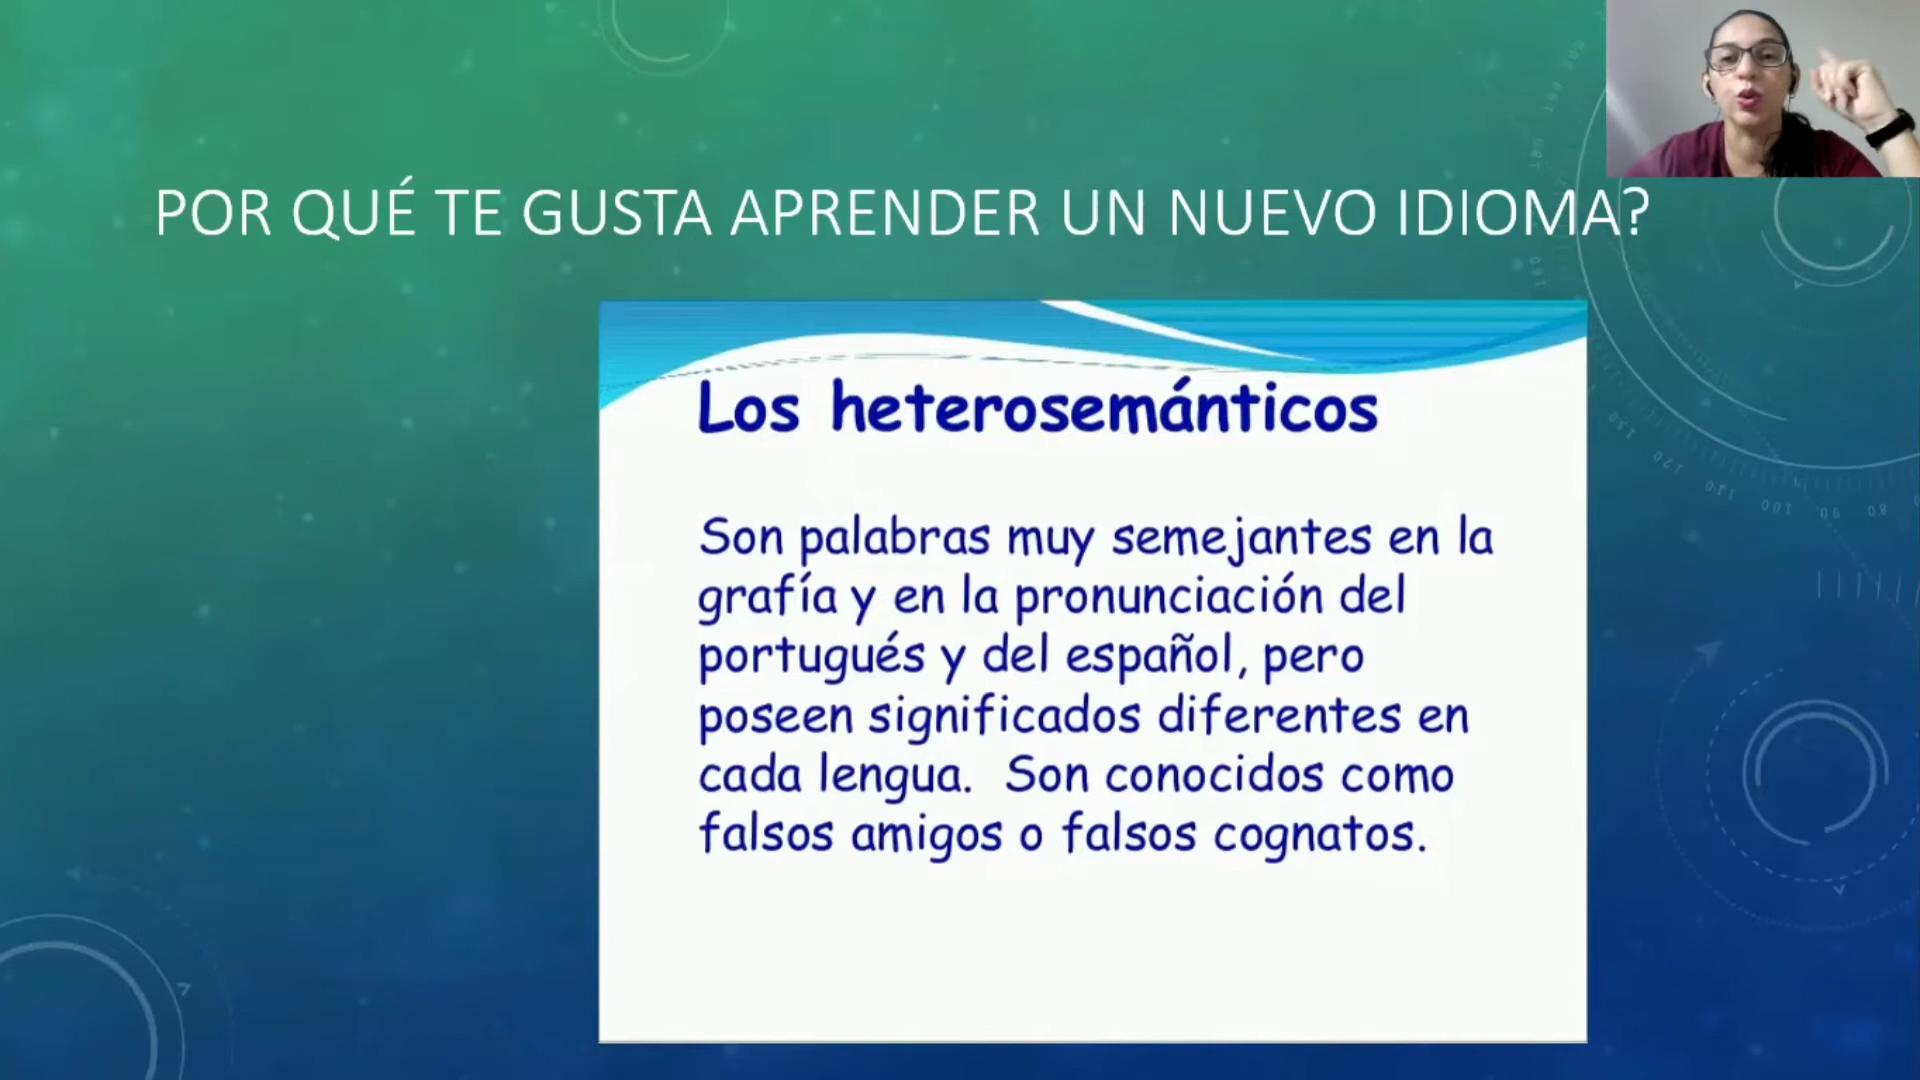 POR QUÉ TE GUSTA APRENDER UN NUEVO IDIOMA?
Los heterosemánticos
Son palabras muy semejantes en la
grafía y en la pronunciación del
portugués y del español, pero
poseen significados diferentes en
cada lengua. Son conocidos como
falsos amigos o falsos cognatos.